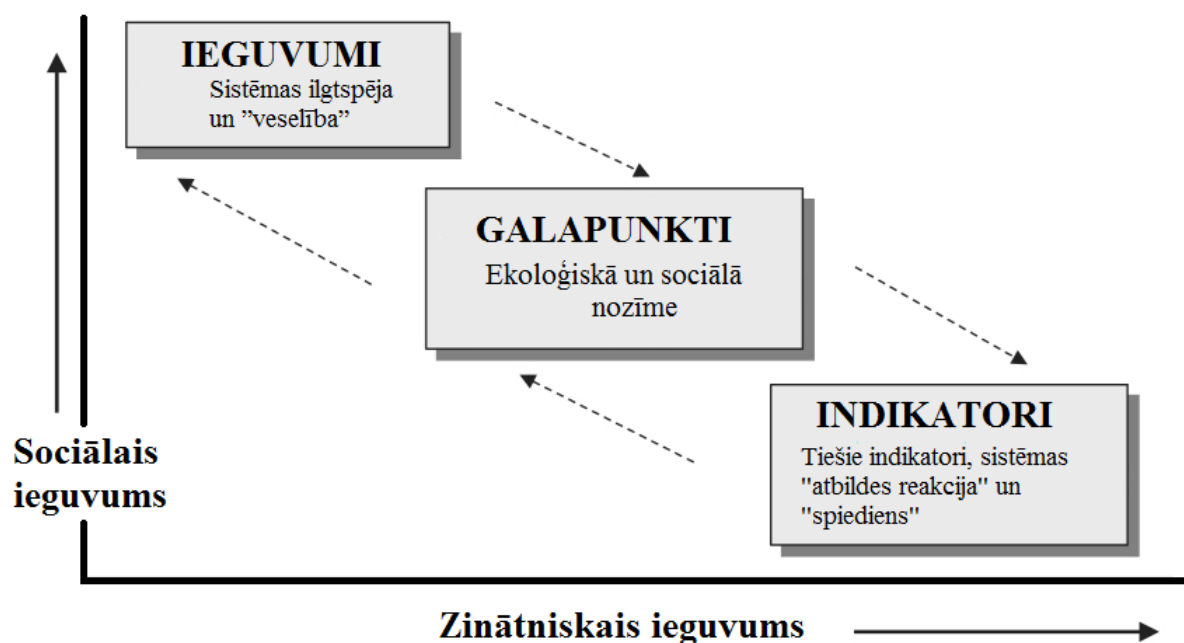 IEGUVUMI
Sistēmas ilgtspēja
un ”veselība”
GALAPUNKTI
Ekoloģiskā un sociālā
nozīme
INDIKATORI
Tiešie indikatori, sistēmas
"atbildes reakcija" un
"spiediens"
Sociālais
ieguvums
Zinātniskais ieguvums